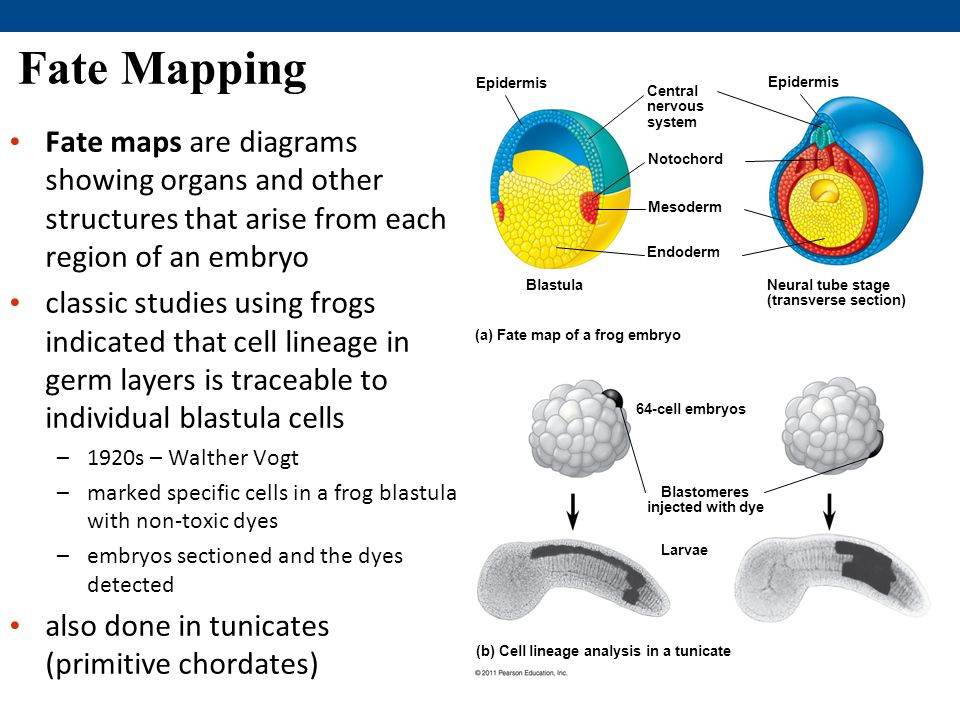 Fate Mapping
• Fate maps are diagrams
showing organs and other
structures that arise from each
region of an embryo
• classic studies using frogs
indicated that cell lineage in
germ layers is traceable to
individual blastula cells
– 1920s – Walther Vogt
– marked specific cells in a frog blastula
with non-toxic dyes
– embryos sectioned and the dyes
detected
• also done in tunicates
(primitive chordates)
Epidermis
Central
nervous
system
Epidermis
Notochord
Mesoderm
Endoderm
Blastula
Neural tube stage
(transverse section)
(a) Fate map of a frog embryo
64-cell embryos
Blastomeres
injected with dye
Larvae
(b) Cell lineage analysis in a tunicate
© 2011 Pearson Education, Inc.